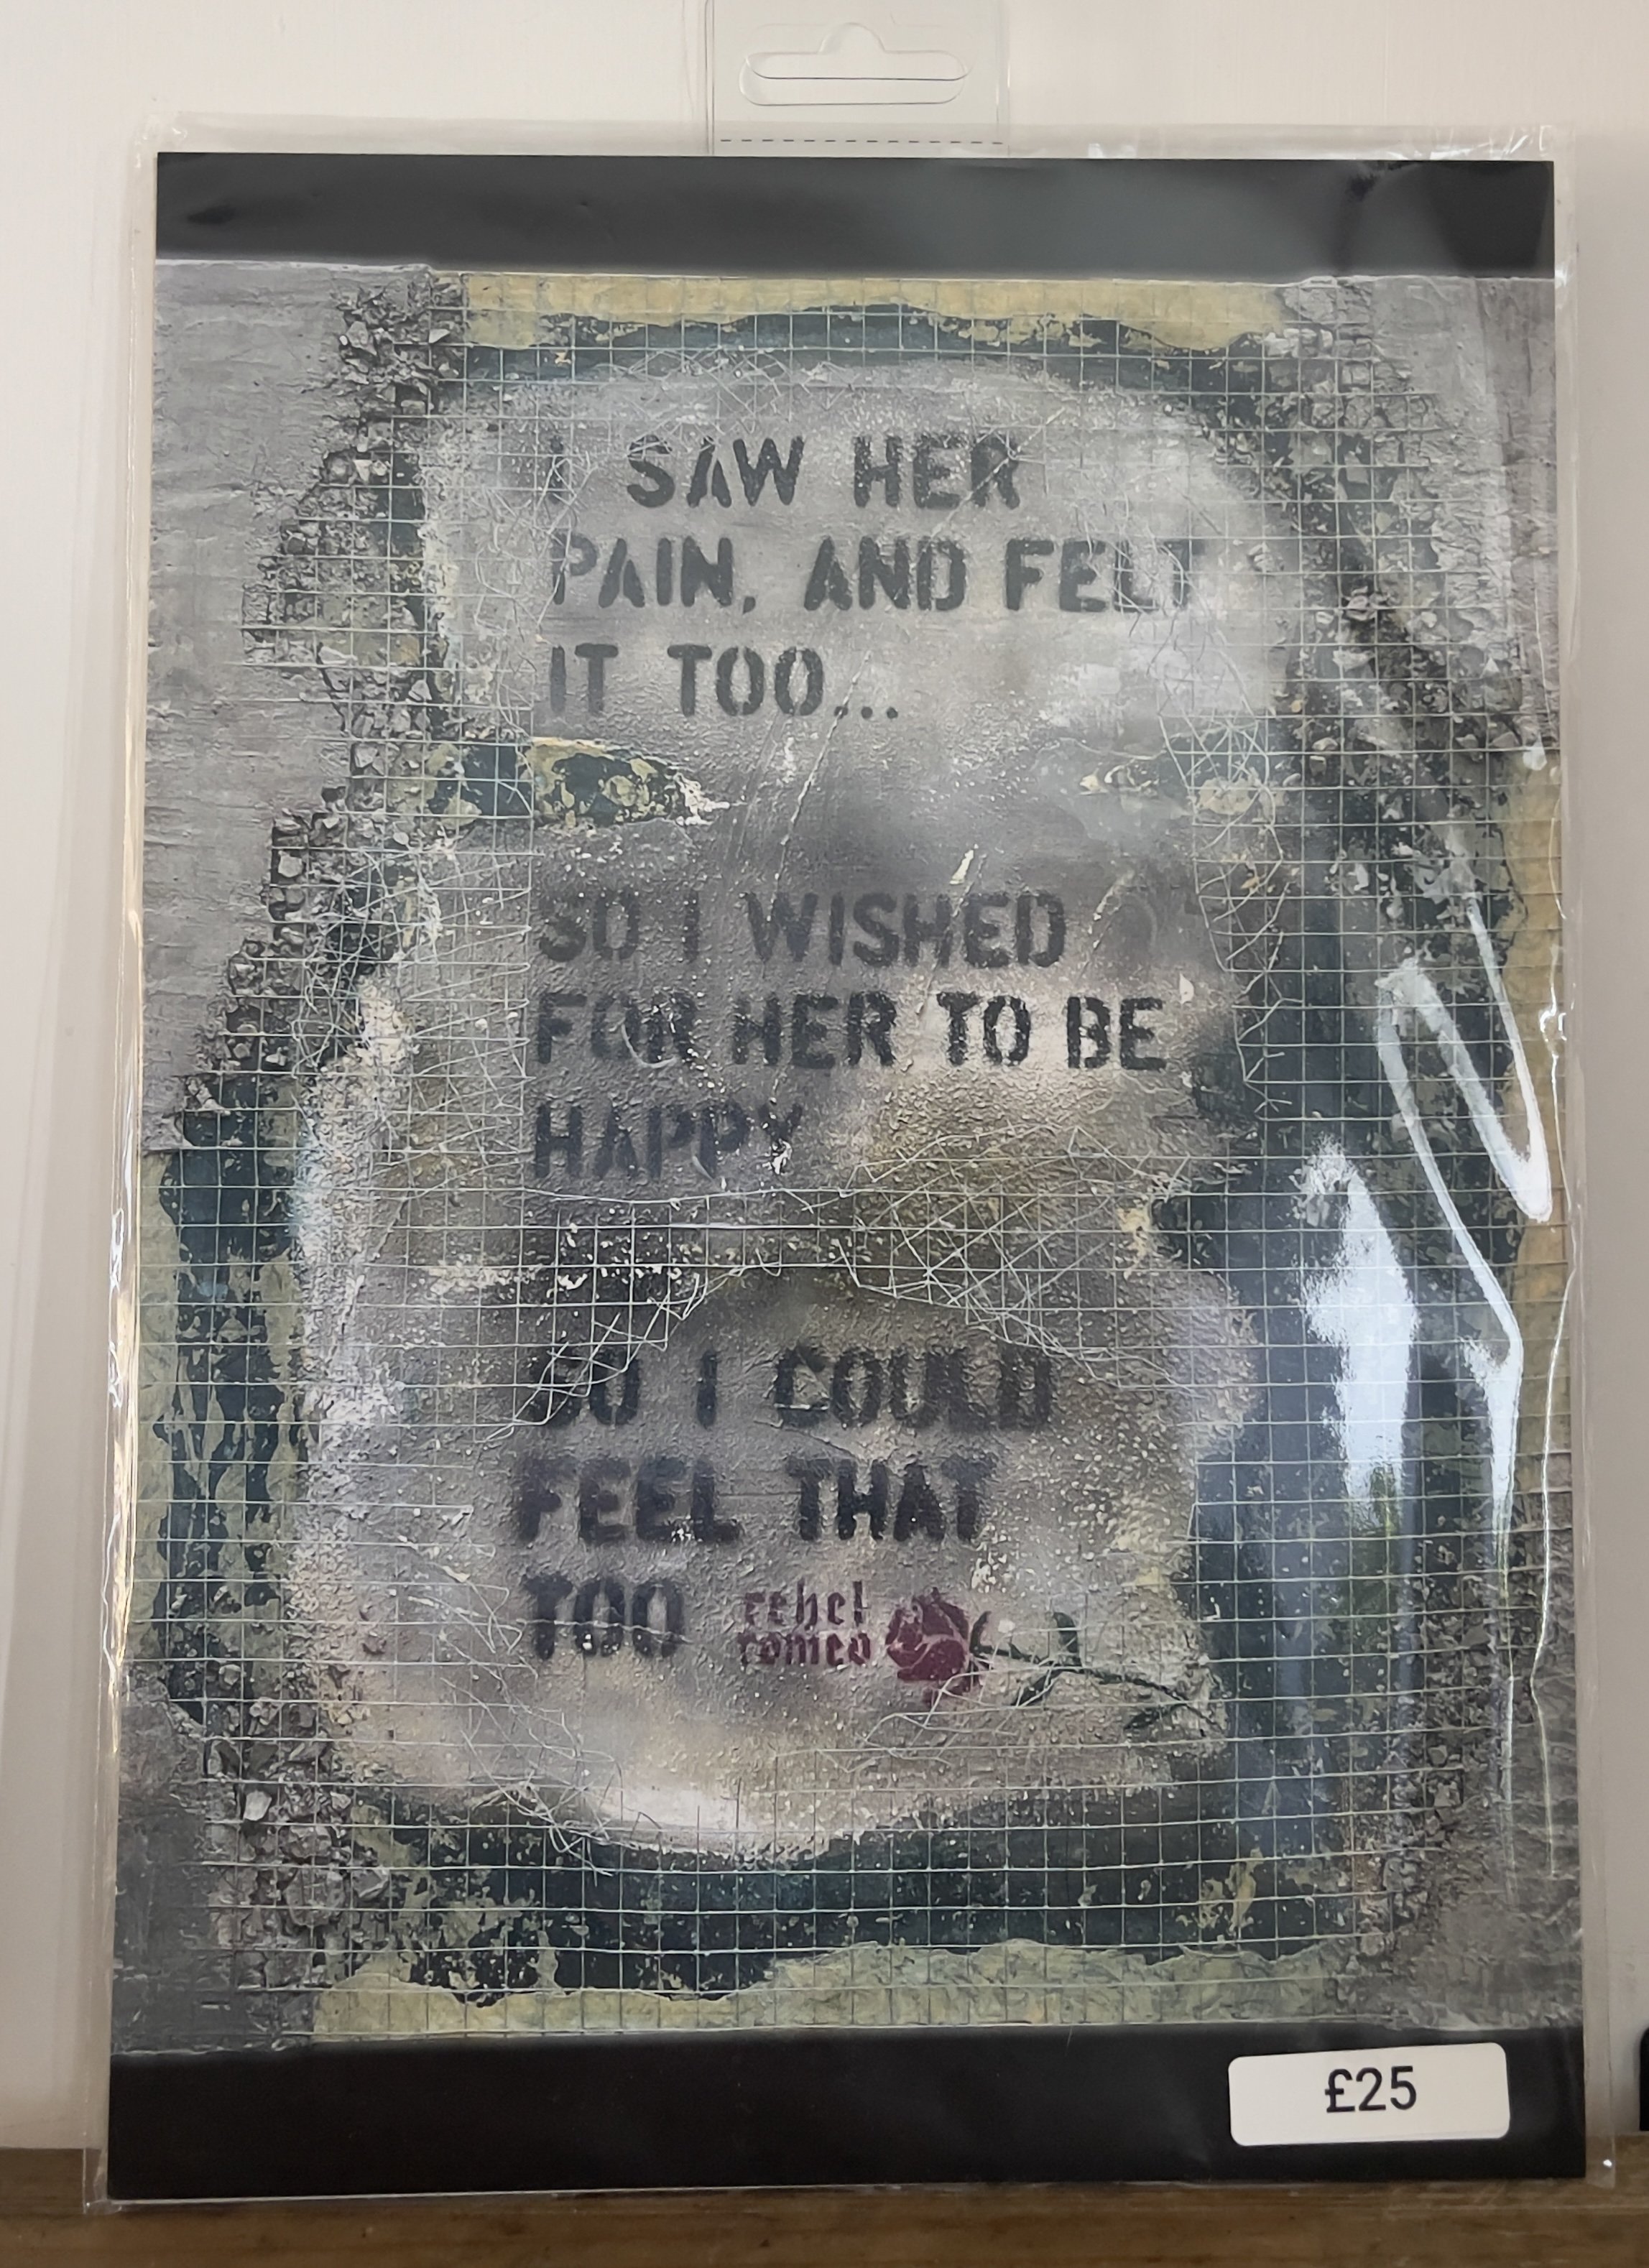 I SAW HER
PAIN, AND FELT
IT TOO...
SO I WISHED
FOR HER TO BE
HAPPY
SO I COULD
FEEL THAT
TOO
rebel
romeo
£25